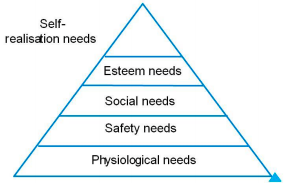 Self-
realisation needs
Esteem needs
Social needs
Safety needs
Physiological needs